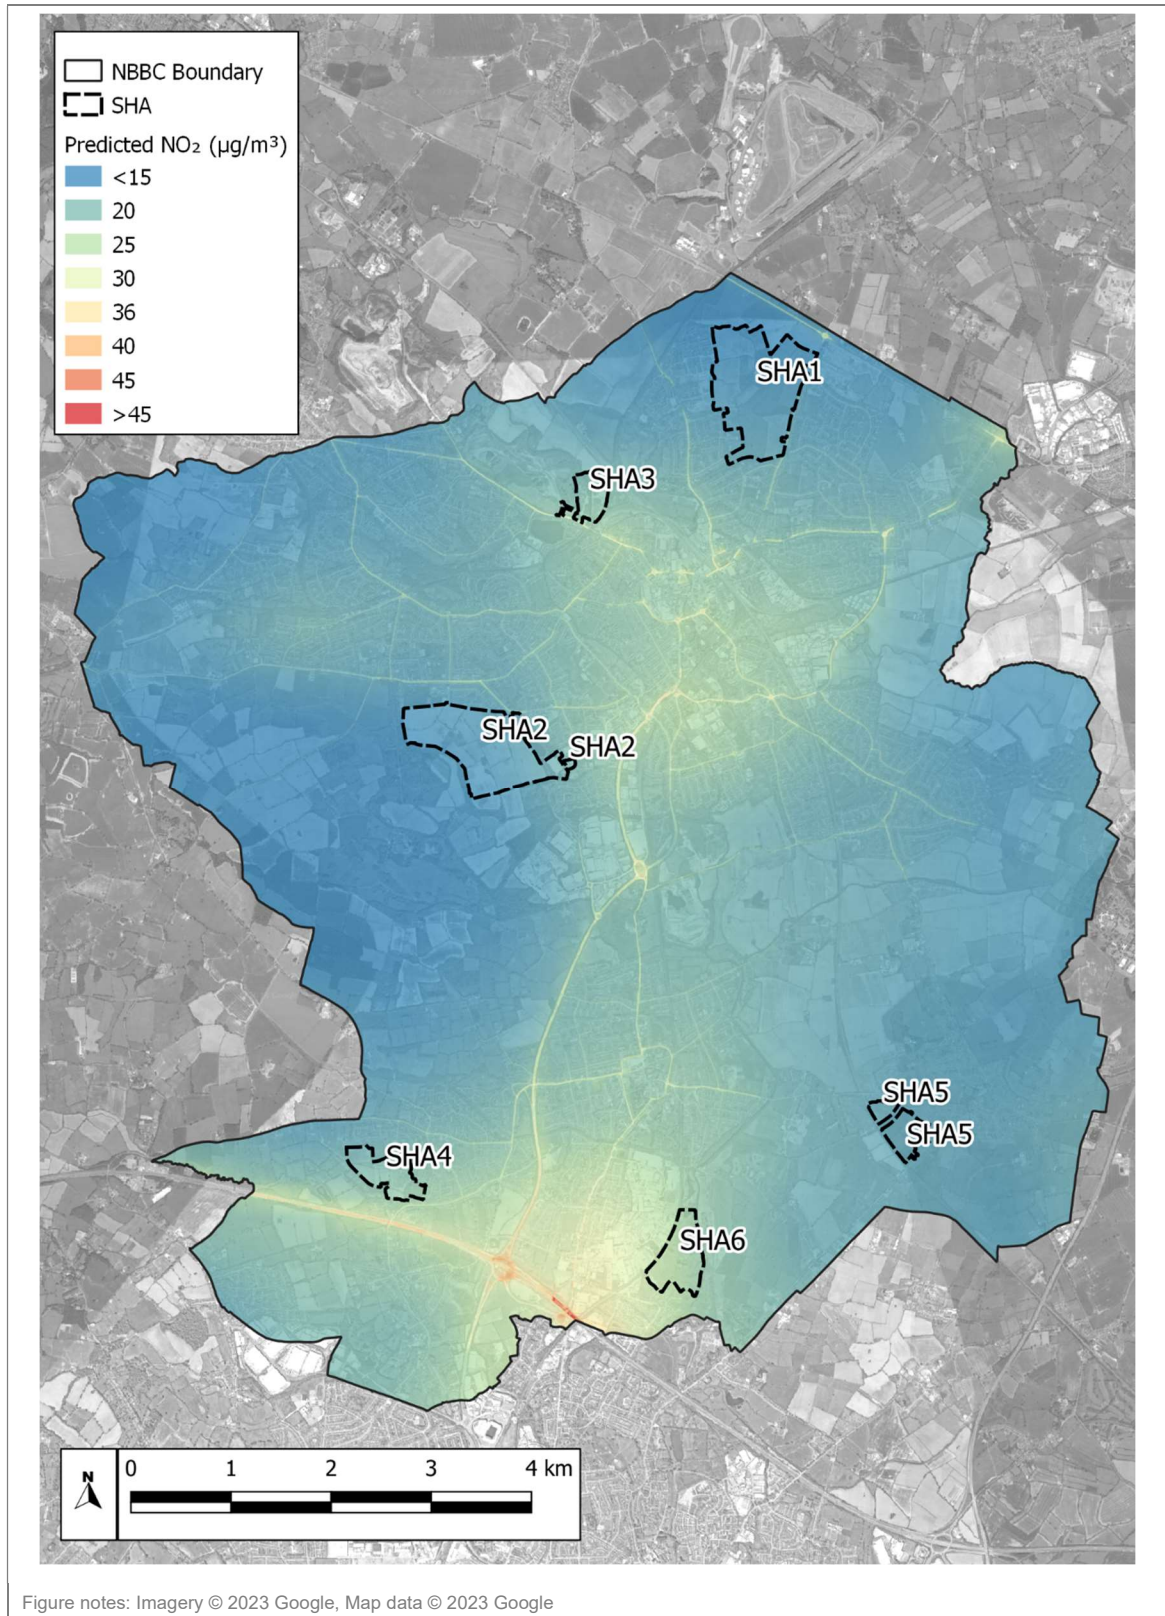 NBBC Boundary
SHA
Predicted NO₂ (µg/m³)
<15
20
25
30
36
40
45
>45
SHA1
SHA3
SHA2
SHA2
SHA5
SHA5
SHA4
SHA6
N
0 1 2 3 4 km
Figure notes: Imagery © 2023 Google, Map data © 2023 Google